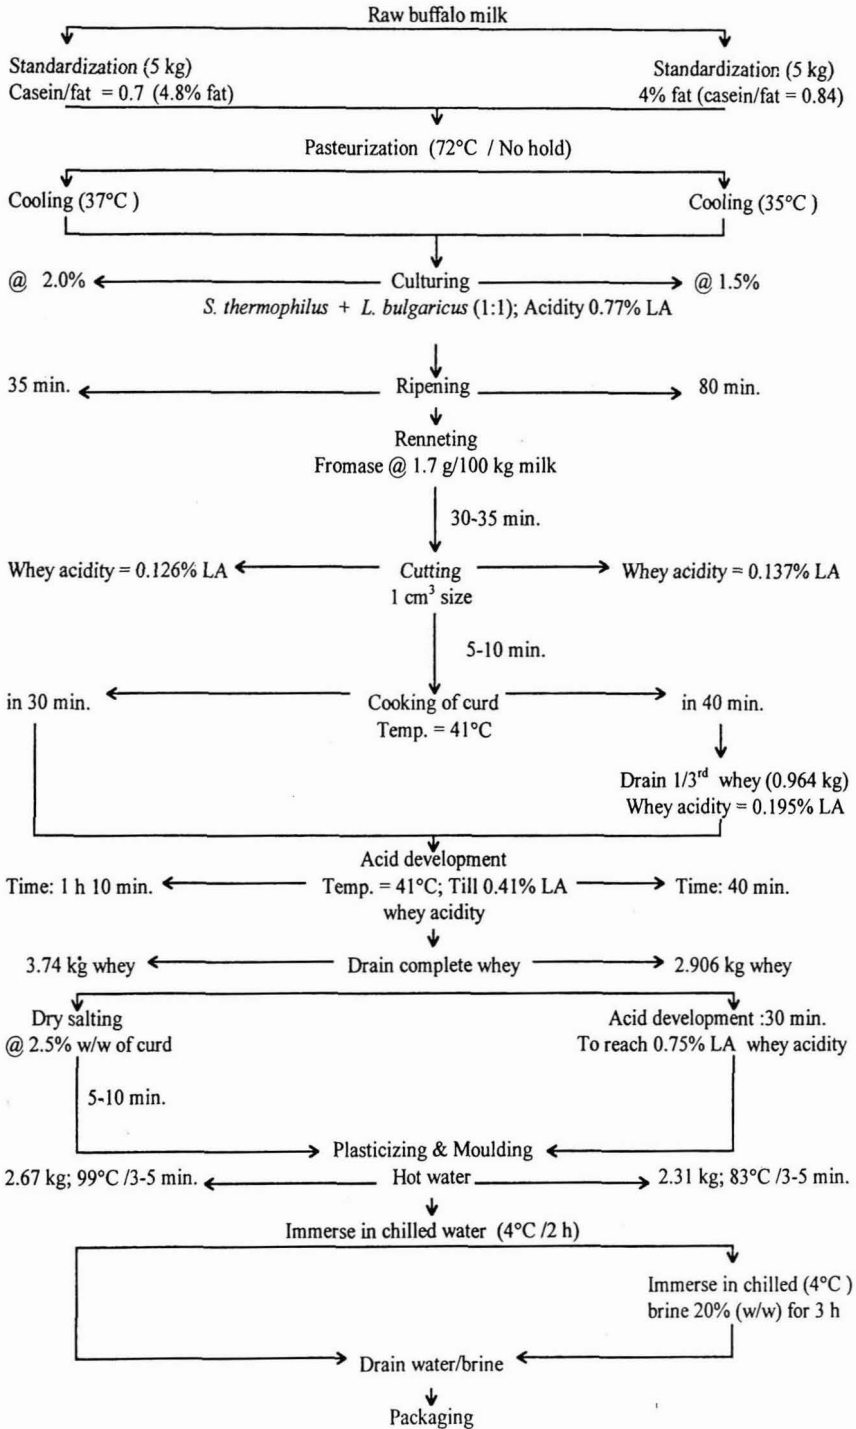 Raw buffalo milk
Standardization (5 kg)
Casein/fat = 0.7 (4.8% fat)
Standardization (5 kg)
4% fat (casein/fat = 0.84)
Pasteurization (72°C / No hold)
Cooling (37°C )
Cooling (35°C )
@ 2.0%
Culturing
@ 1.5%
S. thermophilus + L. bulgaricus (1:1); Acidity 0.77% LA
35 min.
Ripening
80 min.
Renneting
Fromase @ 1.7 g/100 kg milk
30-35 min.
Whey acidity = 0.126% LA
Cutting
Whey acidity = 0.137% LA
1 cm³ size
5-10 min.
in 30 min.
Cooking of curd
in 40 min.
Temp. = 41°C
Drain 1/3rd whey (0.964 kg)
Whey acidity = 0.195% LA
Acid development
Time: 1 h 10 min.
Temp. = 41°C; Till 0.41% LA
Time: 40 min.
whey acidity
3.74 kg whey
Drain complete whey
2.906 kg whey
Dry salting
@ 2.5% w/w of curd
Acid development :30 min.
To reach 0.75% LA whey acidity
5-10 min.
Plasticizing & Moulding
2.67 kg; 99°C /3-5 min.
Hot water
2.31 kg; 83°C /3-5 min.
Immerse in chilled water (4°C /2 h)
Immerse in chilled (4°C )
brine 20% (w/w) for 3 h
Drain water/brine
Packaging